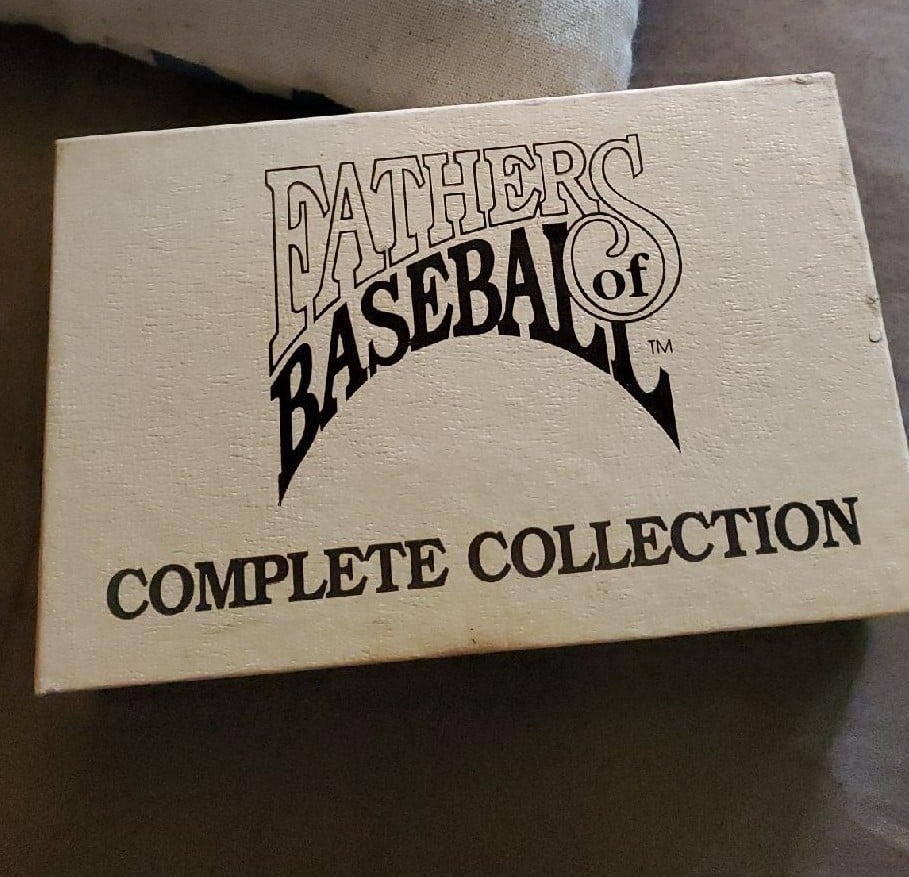 FATHERS
of
BASEBALL
TM
COMPLETE COLLECTION